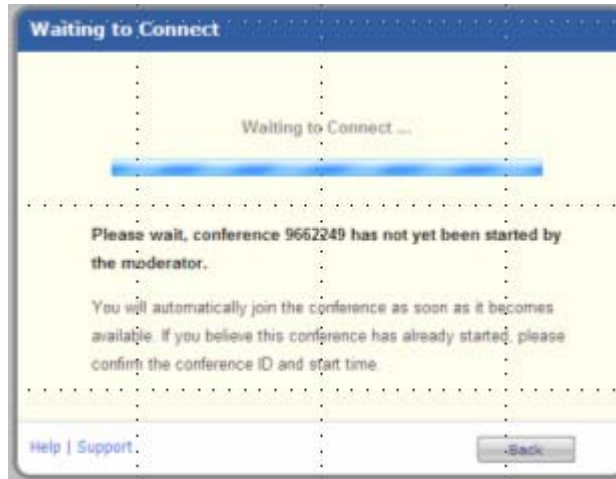 Waiting to Connect
Waiting to Connect ...
Please wait, conference 9662249 has not yet been started by
the moderator.
You will automatically join the conference as soon as it becomes
available. If you believe this conference has already started, please
confirm the conference ID and start time.
Help | Support
Back